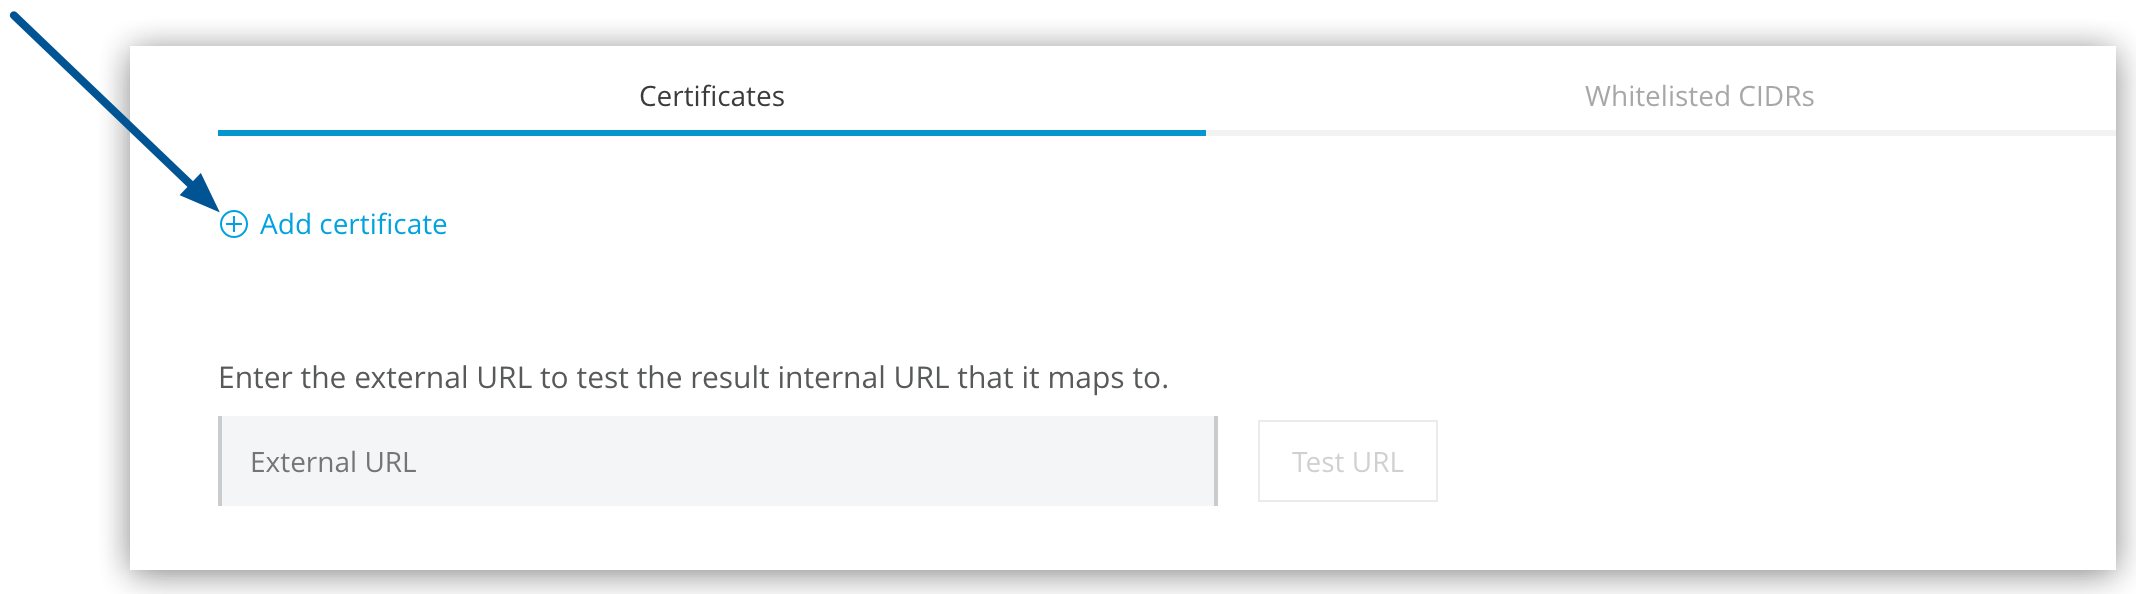 Certificates
Whitelisted CIDRs
Add certificate
Enter the external URL to test the result internal URL that it maps to.
External URL
Test URL